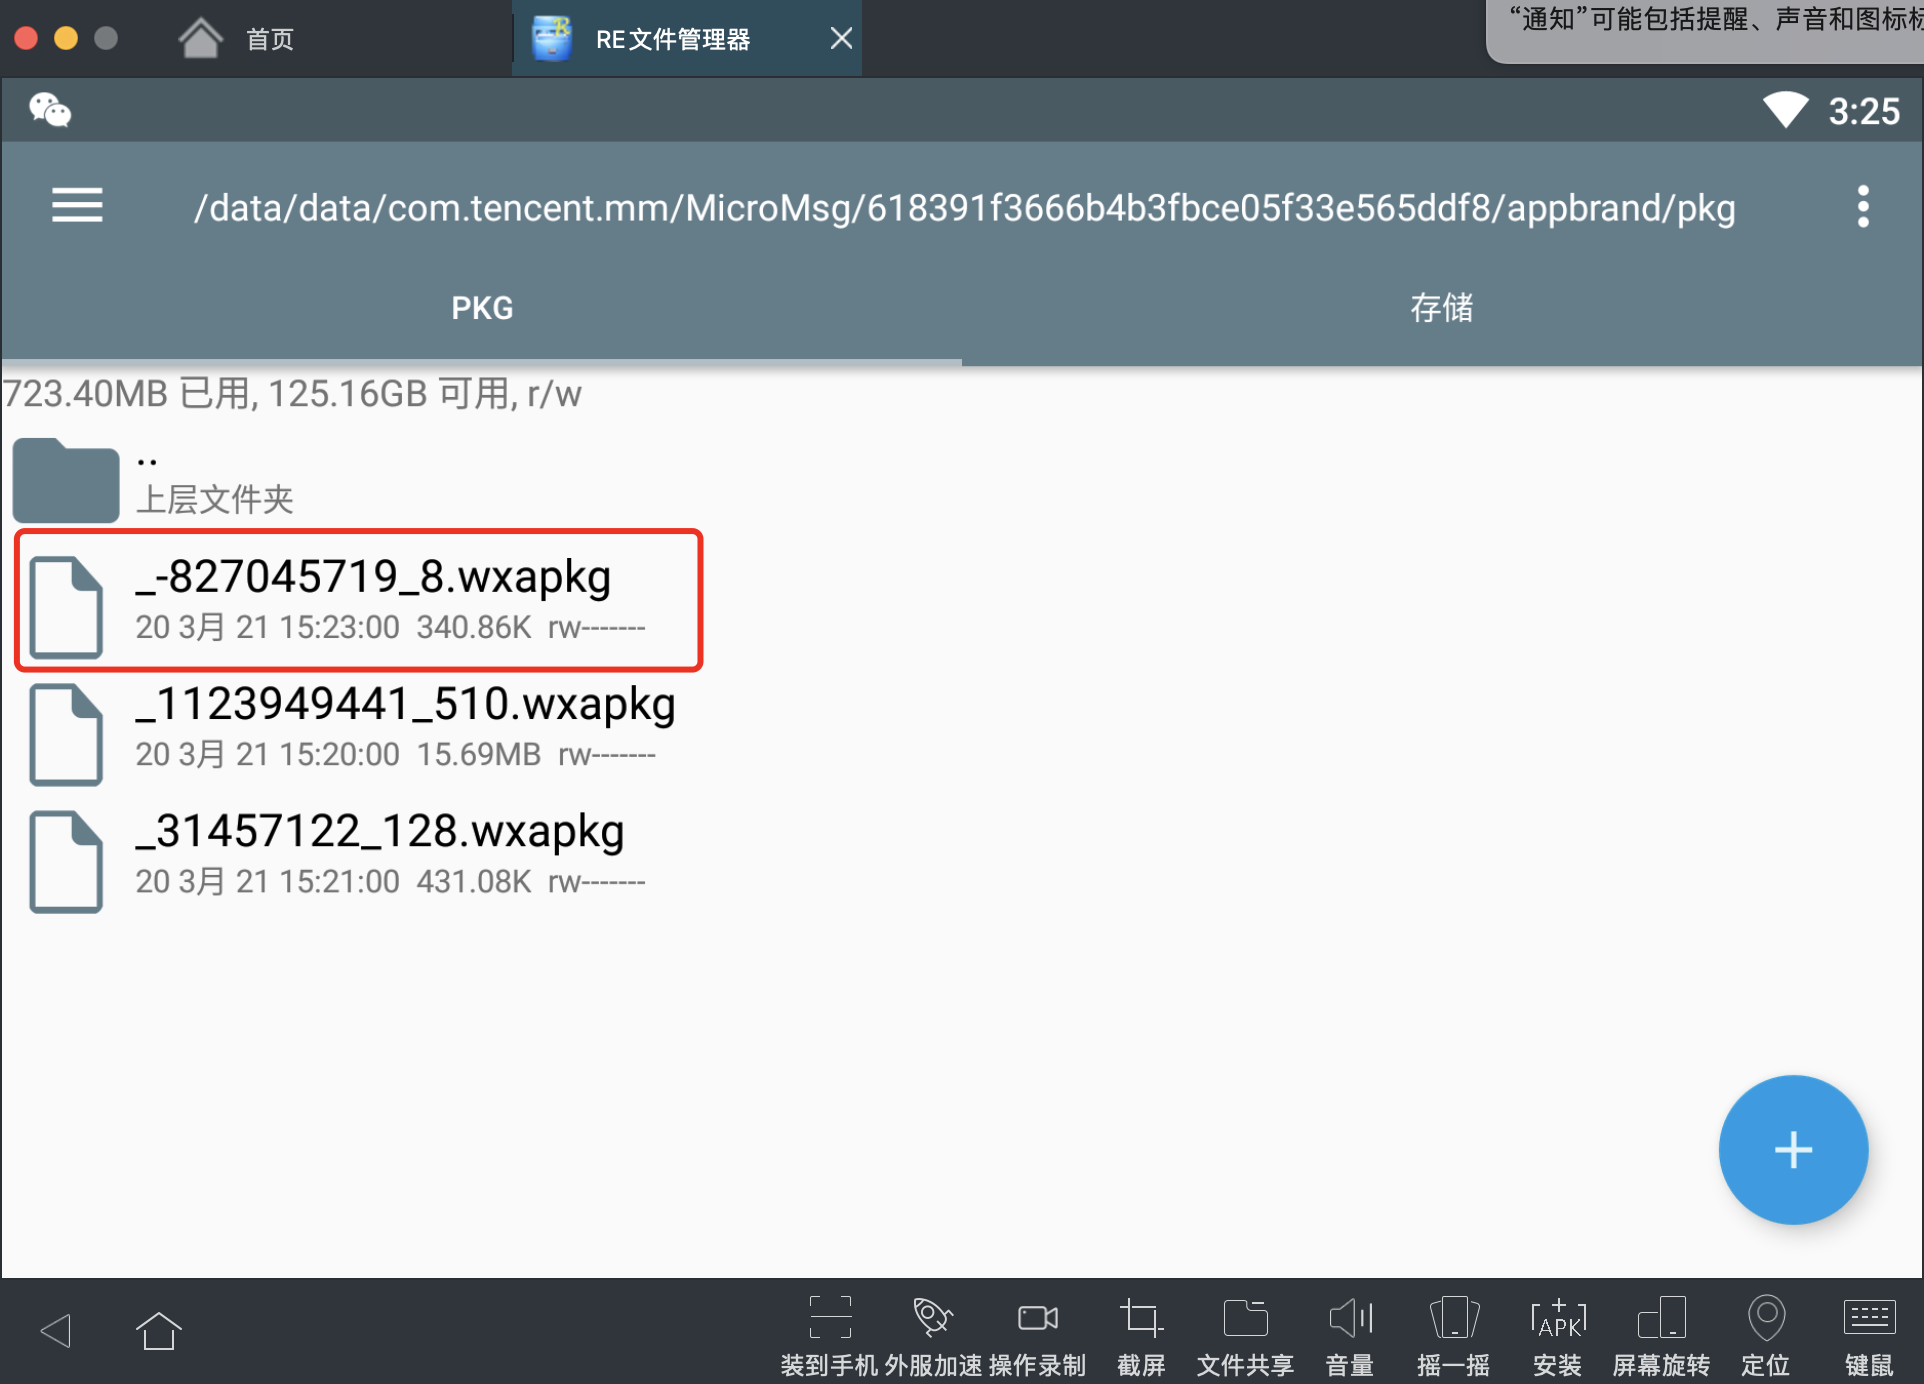 首页
RE文件管理器
“通知”可能包括提醒、声音和图标
3:25
/data/data/com.tencent.mm/MicroMsg/618391f3666b4b3fbce05f33e565ddf8/appbrand/pkg
PKG
存储
723.40MB 已用, 125.16GB 可用, r/w
..
上层文件夹
_-827045719_8.wxapkg
20 3月 21 15:23:00 340.86K rw-------
_1123949441_510.wxapkg
20 3月 21 15:20:00 15.69MB rw-------
_31457122_128.wxapkg
20 3月 21 15:21:00 431.08K rw-------
APK
装到手机 外服加速 操作录制 截屏 文件共享 音量 摇一摇 安装 屏幕旋转 定位 键鼠